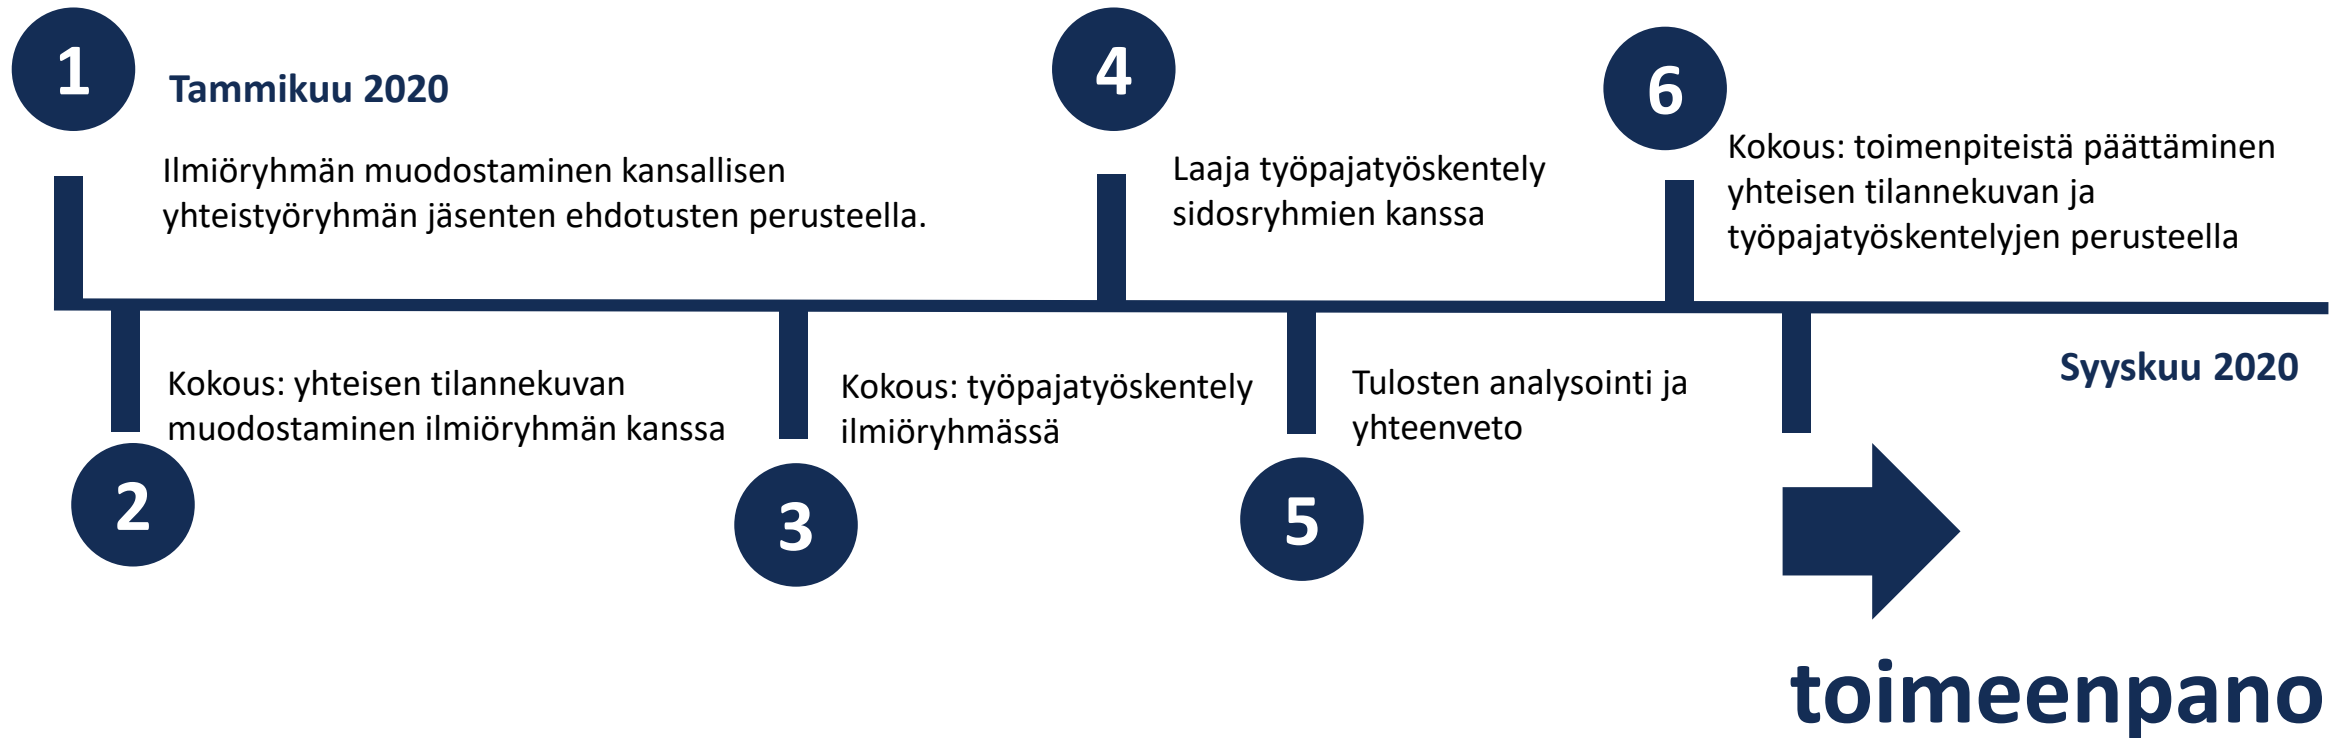 1
Tammikuu 2020
Ilmiöryhmän muodostaminen kansallisen
yhteistyöryhmän jäsenten ehdotusten perusteella.
2
Kokous: yhteisen tilannekuvan
muodostaminen ilmiöryhmän kanssa
3
Kokous: työpajatyöskentely
ilmiöryhmässä
4
Laaja työpajatyöskentely
sidosryhmien kanssa
5
Tulosten analysointi ja
yhteenveto
6
Kokous: toimenpiteistä päättäminen
yhteisen tilannekuvan ja
työpajatyöskentelyjen perusteella
Syyskuu 2020
toimeenpano